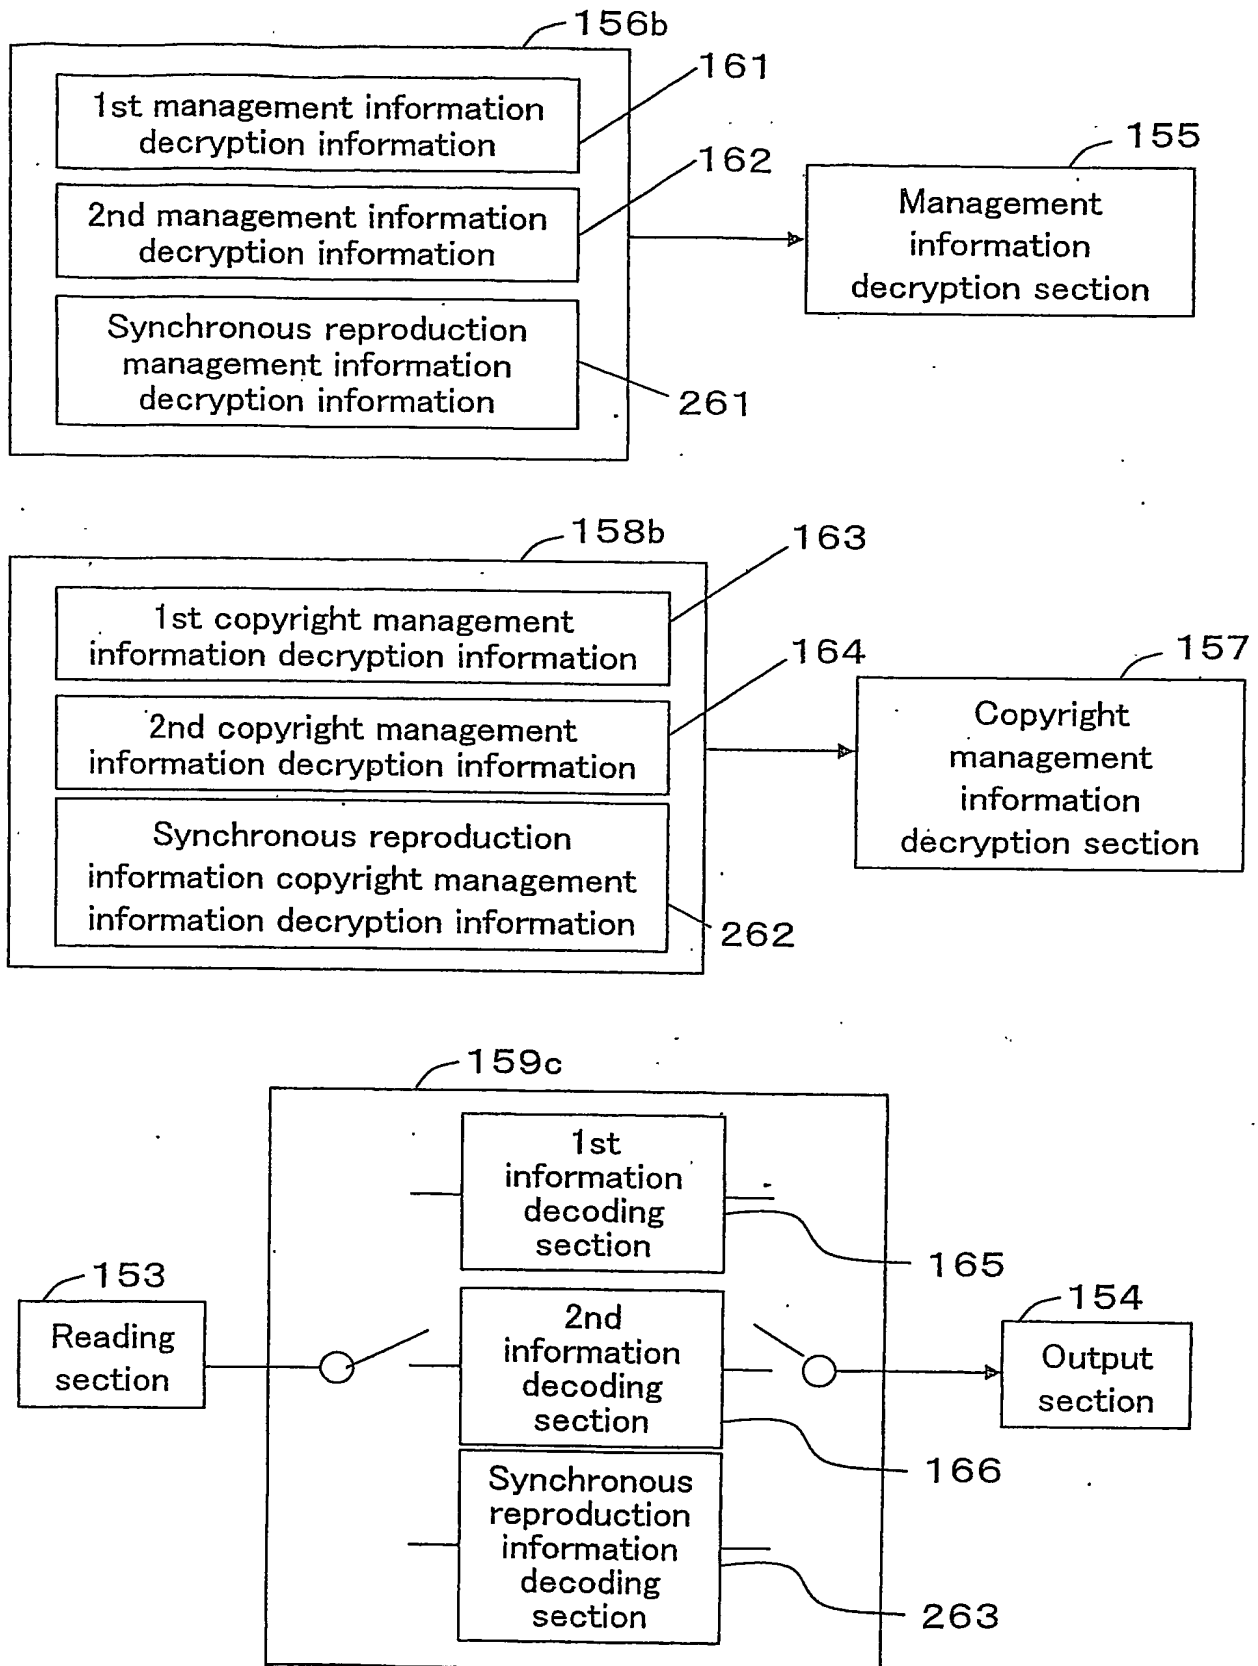 156b
161
1st management information
decryption information
162
2nd management information
decryption information
155
Management
information
decryption section
Synchronous reproduction
management information
decryption information
261
158b
163
1st copyright management
information decryption information
164
2nd copyright management
information decryption information
157
Copyright
management
information
decryption section
Synchronous reproduction
information copyright management
information decryption information
262
159c
1st
information
decoding
section
165
153
Reading
section
2nd
information
decoding
section
166
154
Output
section
Synchronous
reproduction
information
decoding
section
263